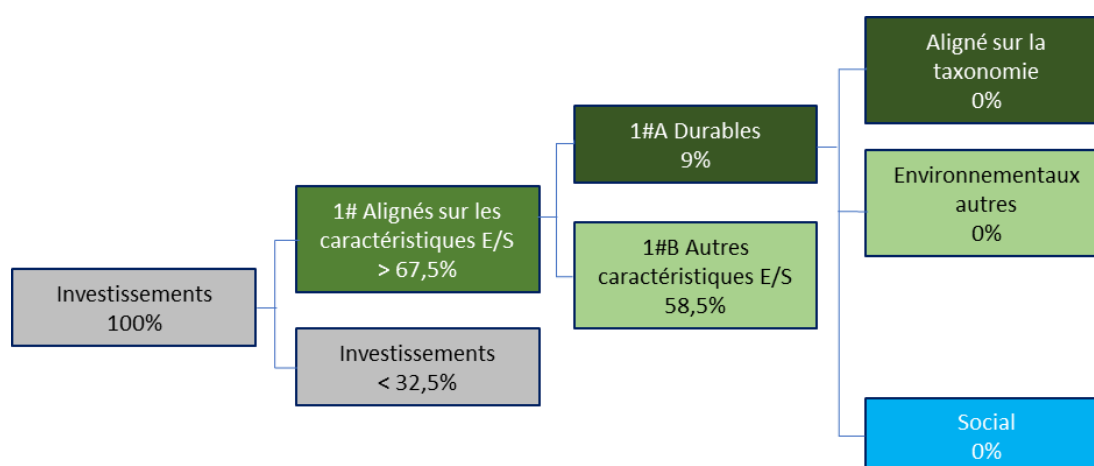 Investissements
100%
1# Alignés sur les
caractéristiques E/S
> 67,5%
Investissements
< 32,5%
1#A Durables
9%
1#B Autres
caractéristiques E/S
58,5%
Aligné sur la
taxonomie
0%
Environnementaux
autres
0%
Social
0%